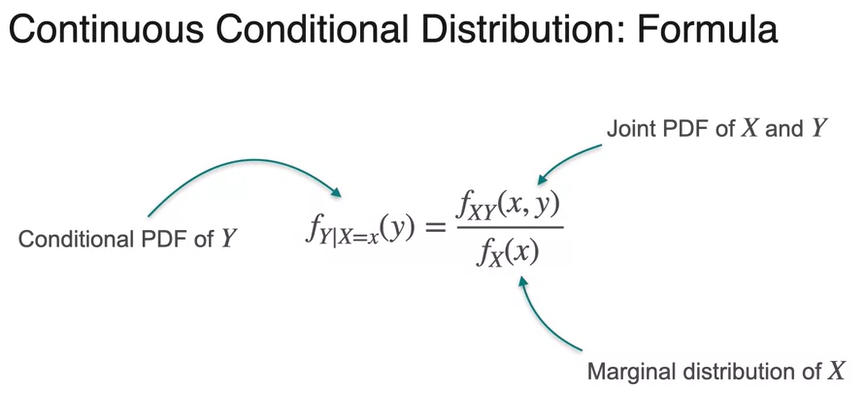 Continuous Conditional Distribution: Formula
Joint PDF of X and Y
Conditional PDF of Y
f_{Y|X=x}(y) = \frac{f_{XY}(x, y)}{f_X(x)}
Marginal distribution of X